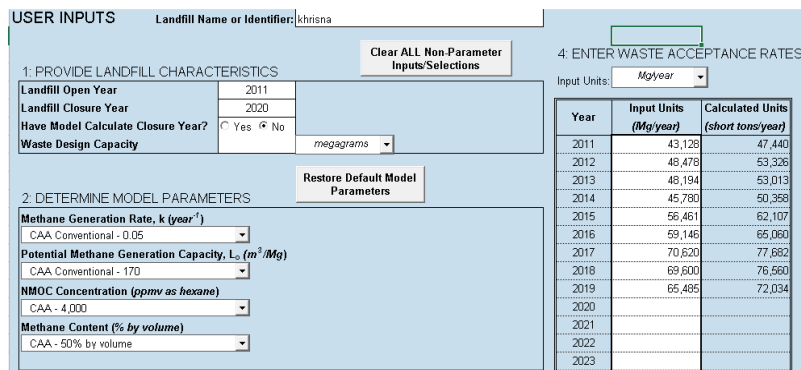 USER INPUTS
Landfill Name or Identifier: khrisna
Clear ALL Non-Parameter
Inputs/Selections
1: PROVIDE LANDFILL CHARACTERISTICS
Landfill Open Year 2011
Landfill Closure Year 2020
Have Model Calculate Closure Year? Yes No
Waste Design Capacity megagrams
Restore Default Model
Parameters
2: DETERMINE MODEL PARAMETERS
Methane Generation Rate, k (year⁻¹)
CAA Conventional - 0.05
Potential Methane Generation Capacity, Lₒ (m³/Mg)
CAA Conventional - 170
NMOC Concentration (ppmv as hexane)
CAA - 4,000
Methane Content (% by volume)
CAA - 50% by volume
4: ENTER WASTE ACCEPTANCE RATES
Input Units: Mg/year
Year Input Units Calculated Units
(Mg/year) (short tons/year)
2011 43,128 47,440
2012 48,478 53,326
2013 48,194 53,013
2014 45,780 50,358
2015 56,461 62,107
2016 59,146 65,060
2017 70,620 77,682
2018 69,600 76,560
2019 65,485 72,034
2020
2021
2022
2023